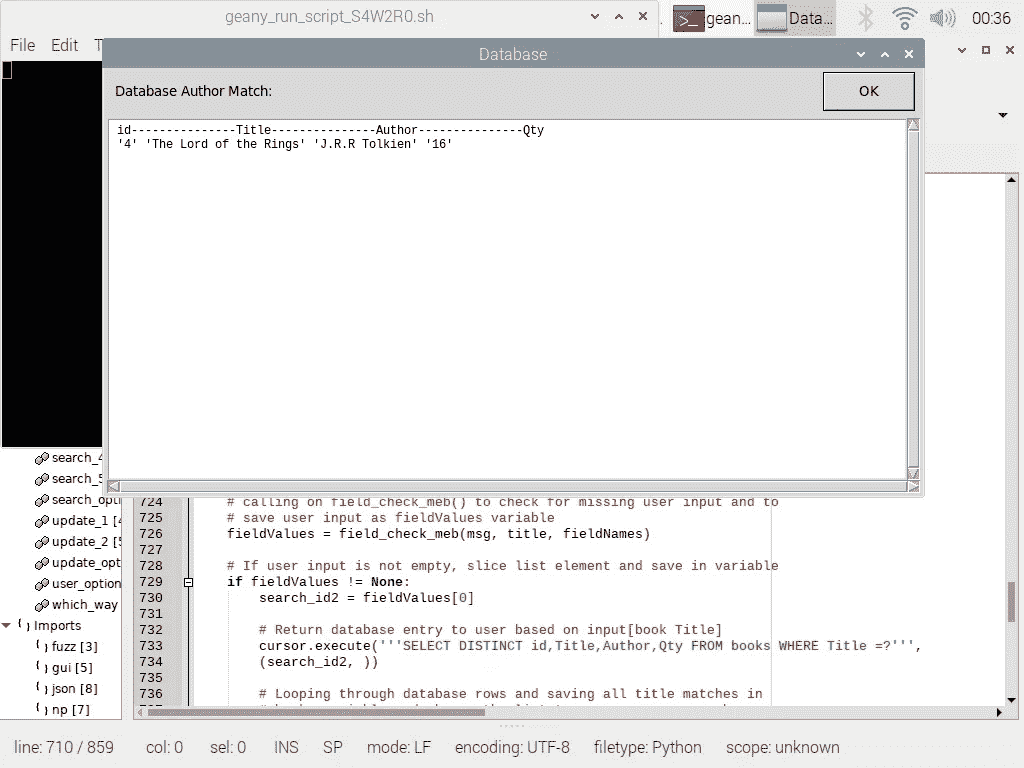 geany_run_script_S4W2R0.sh
gean...
Data...
00:36
File Edit T
Database
Database Author Match:
OK
id---------------Title---------------Author---------------Qty
'4' 'The Lord of the Rings' 'J.R.R Tolkien' '16'
search_4
search_5
search_opti
update_1 [4
update_2 [5
update_opt
user_option
which_way
Imports
fuzz [3]
gui [5]
json [8]
np [7]
724 # calling on field_check_meb() to check for missing user input and to
725 # save user input as fieldValues variable
726 fieldValues = field_check_meb(msg, title, fieldNames)
727
728 # If user input is not empty, slice list element and save in variable
729 if fieldValues != None:
730 search_id2 = fieldValues[0]
731
732 # Return database entry to user based on input[book Title]
733 cursor.execute('''SELECT DISTINCT id,Title,Author,Qty FROM books WHERE Title =?''',
734 (search_id2, ))
735
736 # Looping through database rows and saving all title matches in
line: 710 / 859 col: 0 sel: 0 INS SP mode: LF encoding: UTF-8 filetype: Python scope: unknown